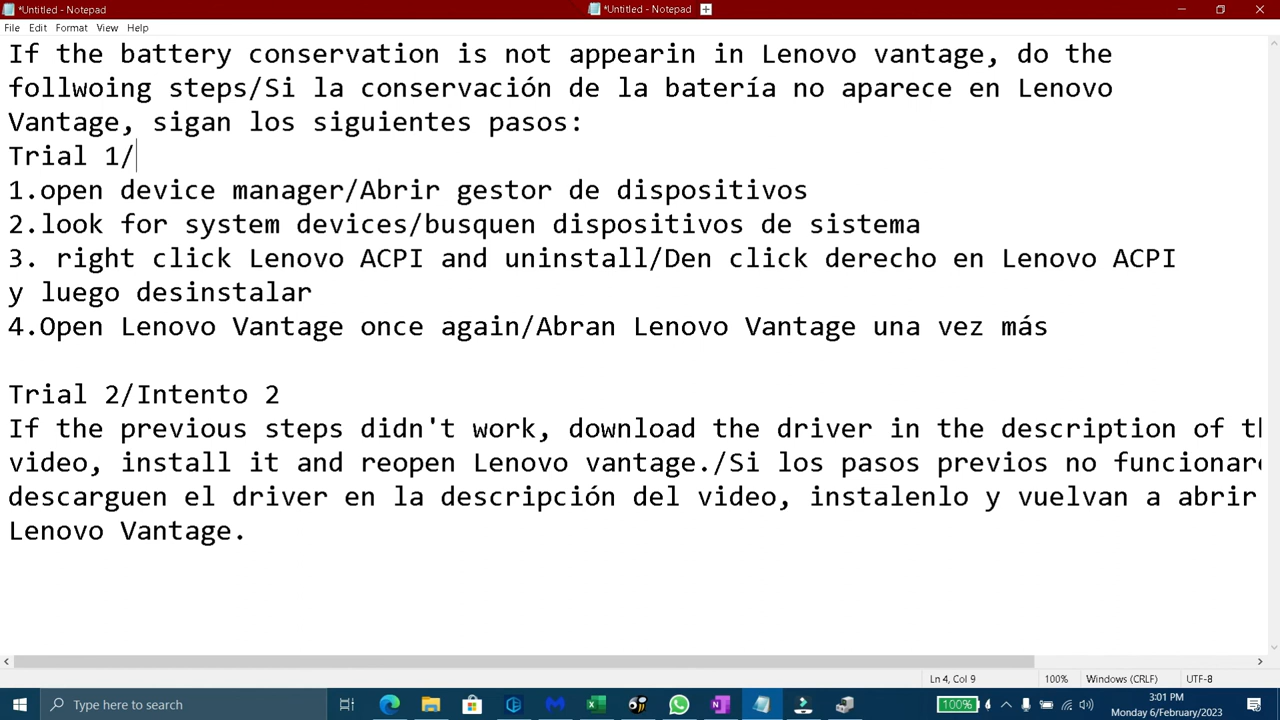 *Untitled - Notepad
*Untitled - Notepad
File Edit Format View Help
If the battery conservation is not appearin in Lenovo vantage, do the
follwoing steps/Si la conservación de la batería no aparece en Lenovo
Vantage, sigan los siguientes pasos:
Trial 1/
1.open device manager/Abrir gestor de dispositivos
2.look for system devices/busquen dispositivos de sistema
3. right click Lenovo ACPI and uninstall/Den click derecho en Lenovo ACPI
y luego desinstalar
4.Open Lenovo Vantage once again/Abran Lenovo Vantage una vez más
Trial 2/Intento 2
If the previous steps didn't work, download the driver in the description of
video, install it and reopen Lenovo vantage./Si los pasos previos no
descarguen el driver en la descripción del video, instalenlo y vuelvan a abrir
Lenovo Vantage.
Ln 4, Col 9 100% Windows (CRLF) UTF-8
Type here to search
100%
3:01 PM
Monday 6/February/2023